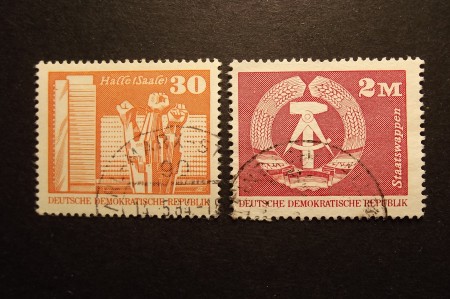 Halle (Saale)
30
DEUTSCHE DEMOKRATISCHE REPUBLIK
2M
Staatswappen
DEUTSCHE DEMOKRATISCHE REPUBLIK